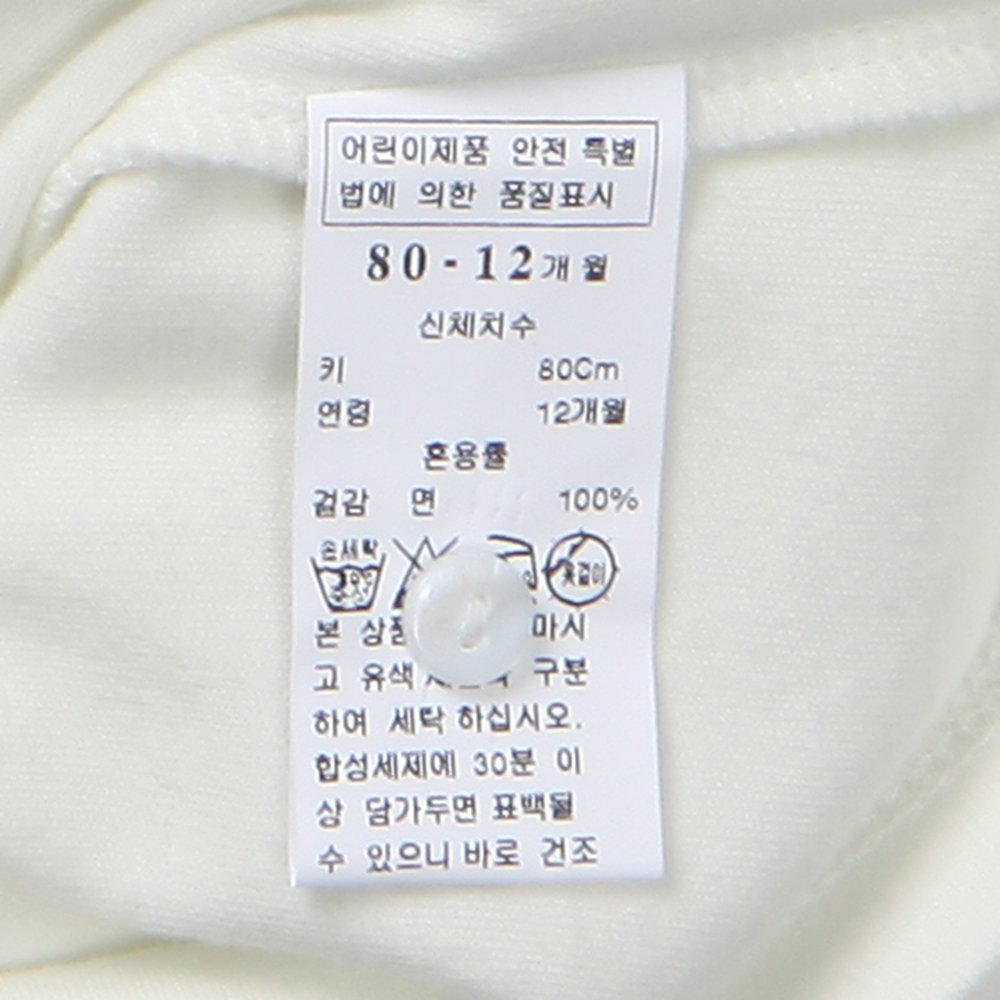 어린이제품 안전 특별
법에 의한 품질표시
80 - 12개월
신체치수
키 80Cm
연령 12개월
혼용률
겉감 면 100%
손세탁 옷걸이
본 마시
고 유색 구분
하여 세탁 하십시오.
합성세제에 30분 이
상 담가두면 표백될
수 있으니 바로 건조